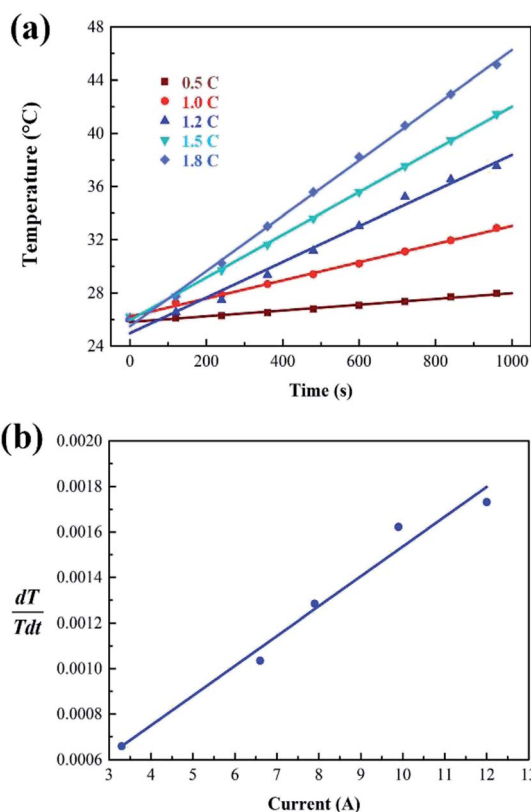 (a)
48
44
40
36
32
28
24
Temperature (°C)
0.5 C
1.0 C
1.2 C
1.5 C
1.8 C
0 200 400 600 800 1000
Time (s)
(b)
0.0020
0.0018
0.0016
0.0014
0.0012
0.0010
0.0008
0.0006
dT
Tdt
3 4 5 6 7 8 9 10 11 12 13
Current (A)